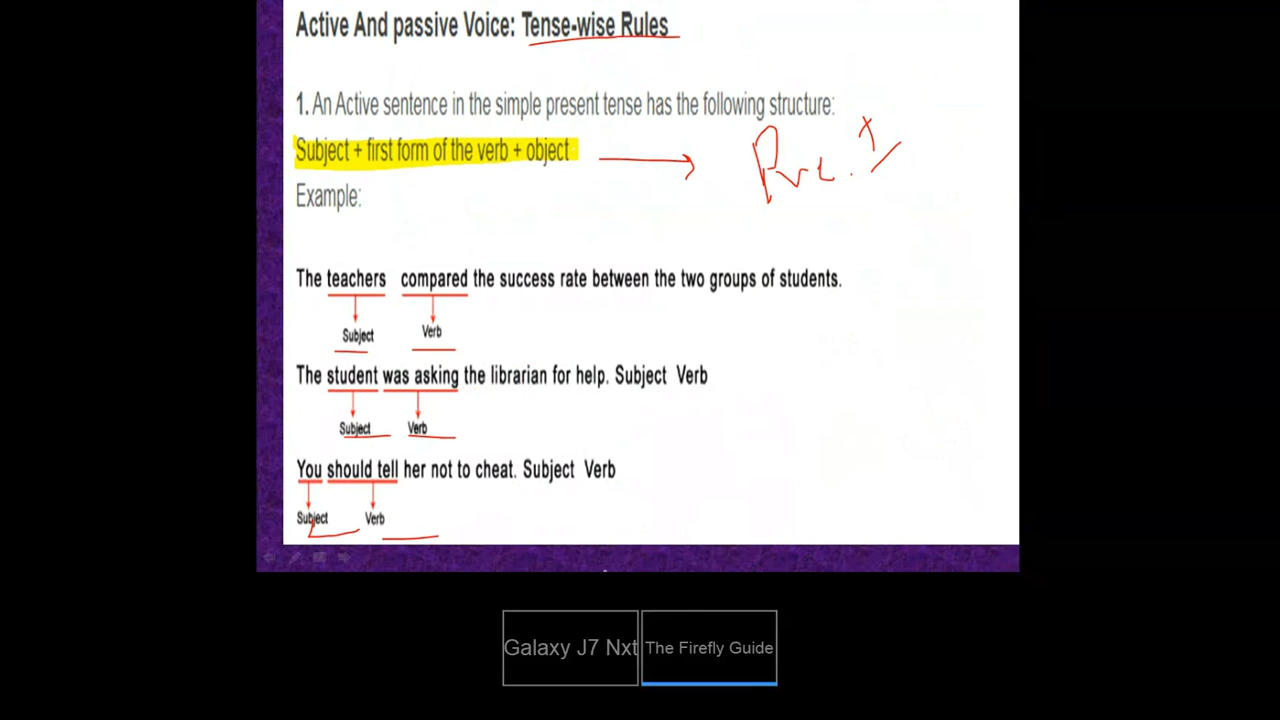 Active And passive Voice: Tense-wise Rules
1. An Active sentence in the simple present tense has the following structure:
Subject + first form of the verb + object
Example:
The teachers compared the success rate between the two groups of students.
Subject Verb
The student was asking the librarian for help. Subject Verb
Subject Verb
You should tell her not to cheat. Subject Verb
Subject Verb
Galaxy J7 Nxt The Firefly Guide